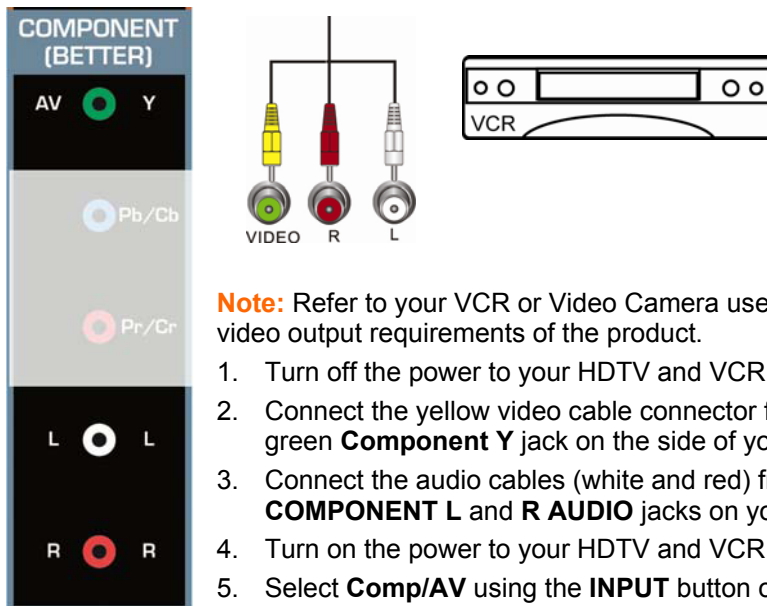 COMPONENT
(BETTER)
AV Y
Pb/Cb
Pr/Cr
L L
R R
VIDEO R L
VCR
Note: Refer to your VCR or Video Camera use
video output requirements of the product.
1. Turn off the power to your HDTV and VCR
2. Connect the yellow video cable connector f
green Component Y jack on the side of yo
3. Connect the audio cables (white and red) f
COMPONENT L and R AUDIO jacks on yo
4. Turn on the power to your HDTV and VCR
5. Select Comp/AV using the INPUT button o